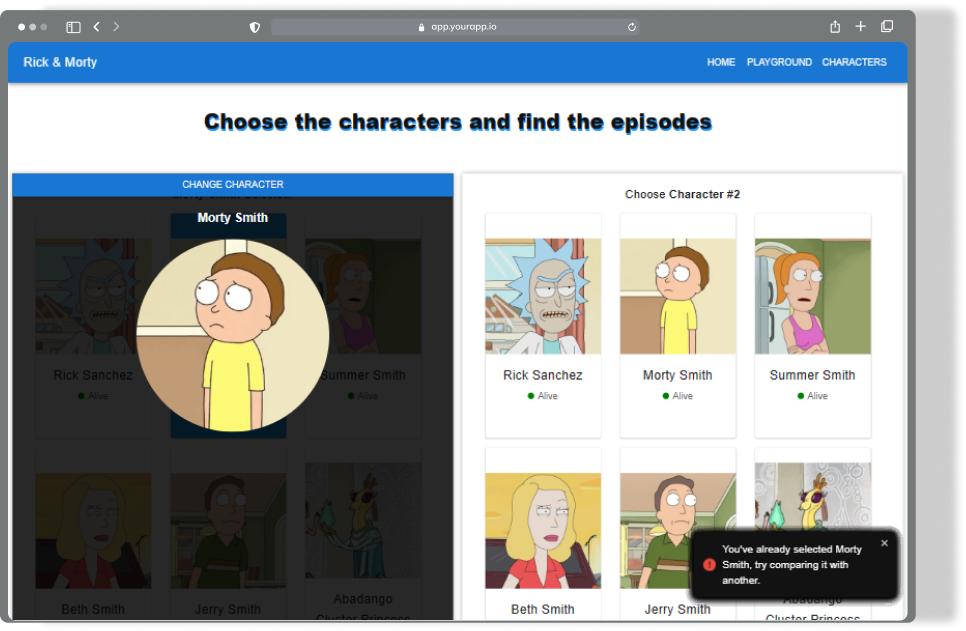 app.yourapp.io
Rick & Morty
HOME PLAYGROUND CHARACTERS
Choose the characters and find the episodes
CHANGE CHARACTER
Morty Smith
Rick Sanchez
Alive
Summer Smith
Alive
Beth Smith
Jerry Smith
Abadango
Cluster Princess
Choose Character #2
Rick Sanchez
Alive
Morty Smith
Alive
Summer Smith
Alive
Beth Smith
Jerry Smith
Abadango
Cluster Princess
You've already selected Morty
Smith, try comparing it with
another.